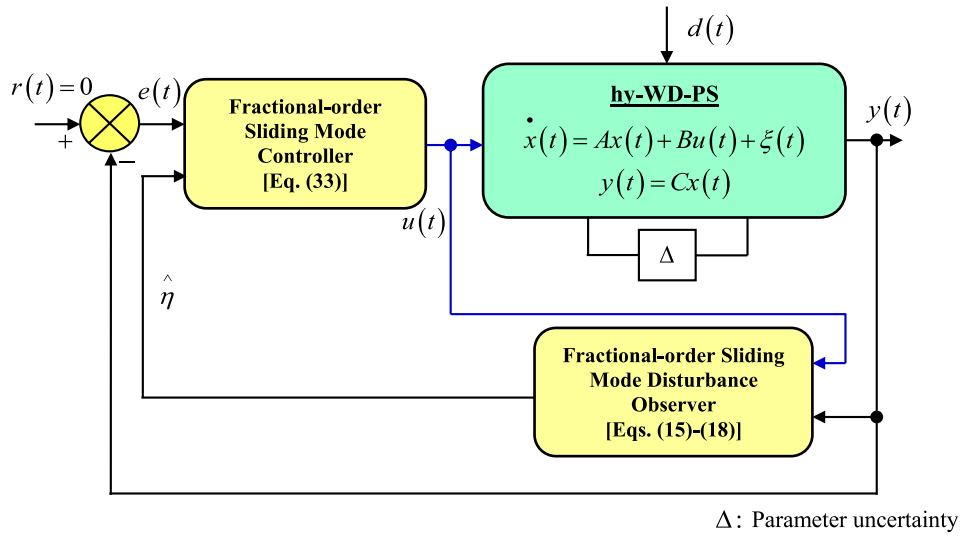 d(t)
r(t)=0
e(t)
+
−
Fractional-order
Sliding Mode
Controller
[Eq. (33)]
u(t)
hy-WD-PS
ẋ(t) = Ax(t) + Bu(t) + ξ(t)
y(t) = Cx(t)
y(t)
Δ
η̂
Fractional-order Sliding
Mode Disturbance
Observer
[Eqs. (15)-(18)]
Δ: Parameter uncertainty